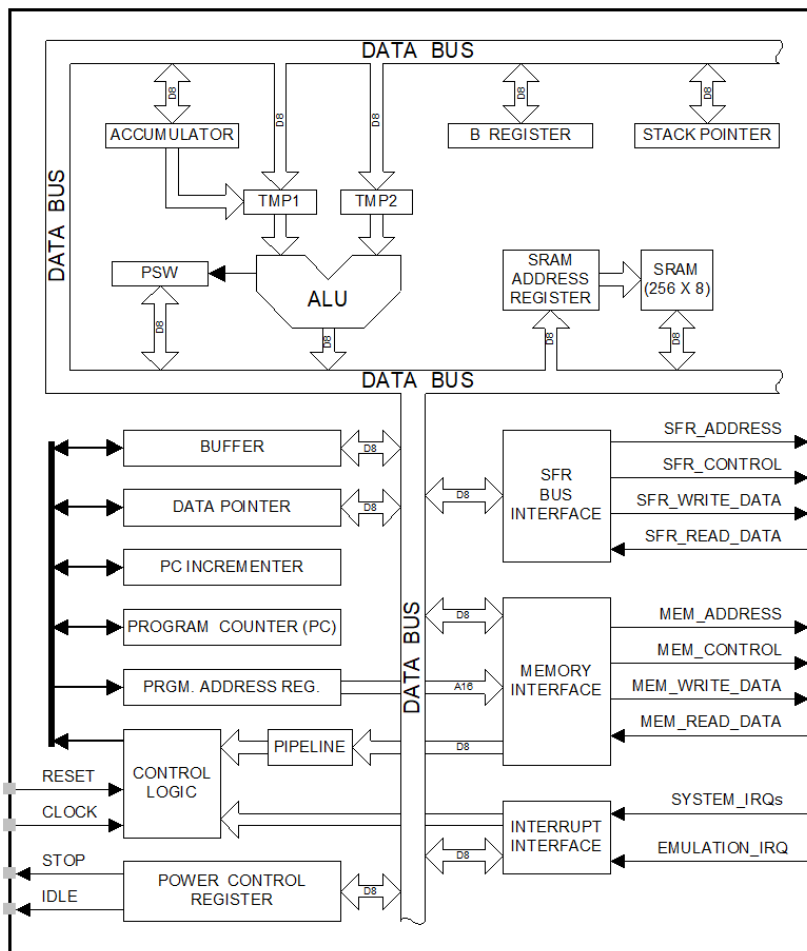 DATA BUS
D8
D8
D8
D8
D8
ACCUMULATOR
B REGISTER
STACK POINTER
DATA BUS
TMP1
TMP2
PSW
ALU
SRAM
ADDRESS
REGISTER
SRAM
(256 X 8)
D8
D8
D8
D8
DATA BUS
BUFFER
D8
DATA POINTER
D8
PC INCREMENTER
PROGRAM COUNTER (PC)
PRGM. ADDRESS REG.
A16
DATA BUS
D8
SFR
BUS
INTERFACE
SFR_ADDRESS
SFR_CONTROL
SFR_WRITE_DATA
SFR_READ_DATA
D8
MEMORY
INTERFACE
MEM_ADDRESS
MEM_CONTROL
MEM_WRITE_DATA
MEM_READ_DATA
CONTROL
LOGIC
PIPELINE
D8
RESET
CLOCK
STOP
IDLE
POWER CONTROL
REGISTER
D8
D8
INTERRUPT
INTERFACE
SYSTEM_IRQs
EMULATION_IRQ